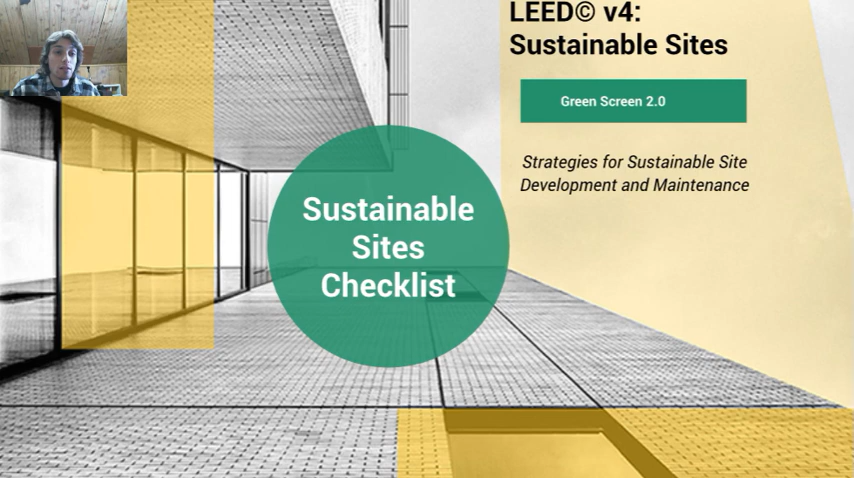 LEED© v4:
Sustainable Sites
Green Screen 2.0
Strategies for Sustainable Site
Development and Maintenance
Sustainable
Sites
Checklist